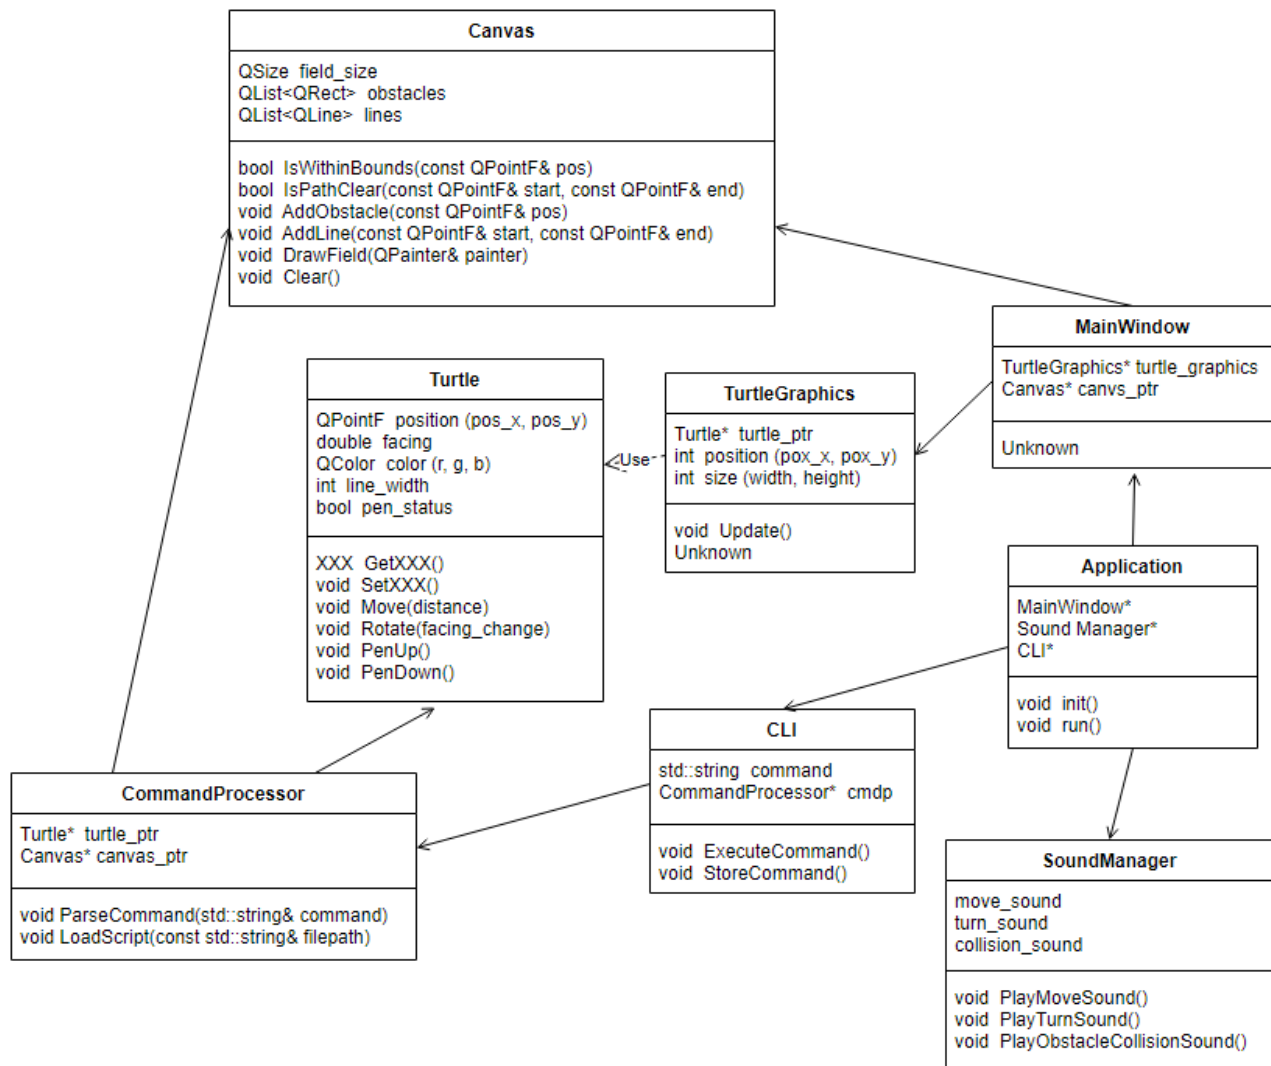 Canvas
QSize field_size
QList<QRect> obstacles
QList<QLine> lines
bool IsWithinBounds(const QPointF& pos)
bool IsPathClear(const QPointF& start, const QPointF& end)
void AddObstacle(const QPointF& pos)
void AddLine(const QPointF& start, const QPointF& end)
void DrawField(QPainter& painter)
void Clear()
MainWindow
TurtleGraphics* turtle_graphics
Canvas* canvs_ptr
Unknown
Turtle
QPointF position (pos_x, pos_y)
double facing
QColor color (r, g, b)
int line_width
bool pen_status
XXX GetXXX()
void SetXXX()
void Move(distance)
void Rotate(facing_change)
void PenUp()
void PenDown()
Use
TurtleGraphics
Turtle* turtle_ptr
int position (pox_x, pox_y)
int size (width, height)
void Update()
Unknown
Application
MainWindow*
Sound Manager*
CLI*
void init()
void run()
CLI
std::string command
CommandProcessor* cmdp
void ExecuteCommand()
void StoreCommand()
CommandProcessor
Turtle* turtle_ptr
Canvas* canvas_ptr
void ParseCommand(std::string& command)
void LoadScript(const std::string& filepath)
SoundManager
move_sound
turn_sound
collision_sound
void PlayMoveSound()
void PlayTurnSound()
void PlayObstacleCollisionSound()